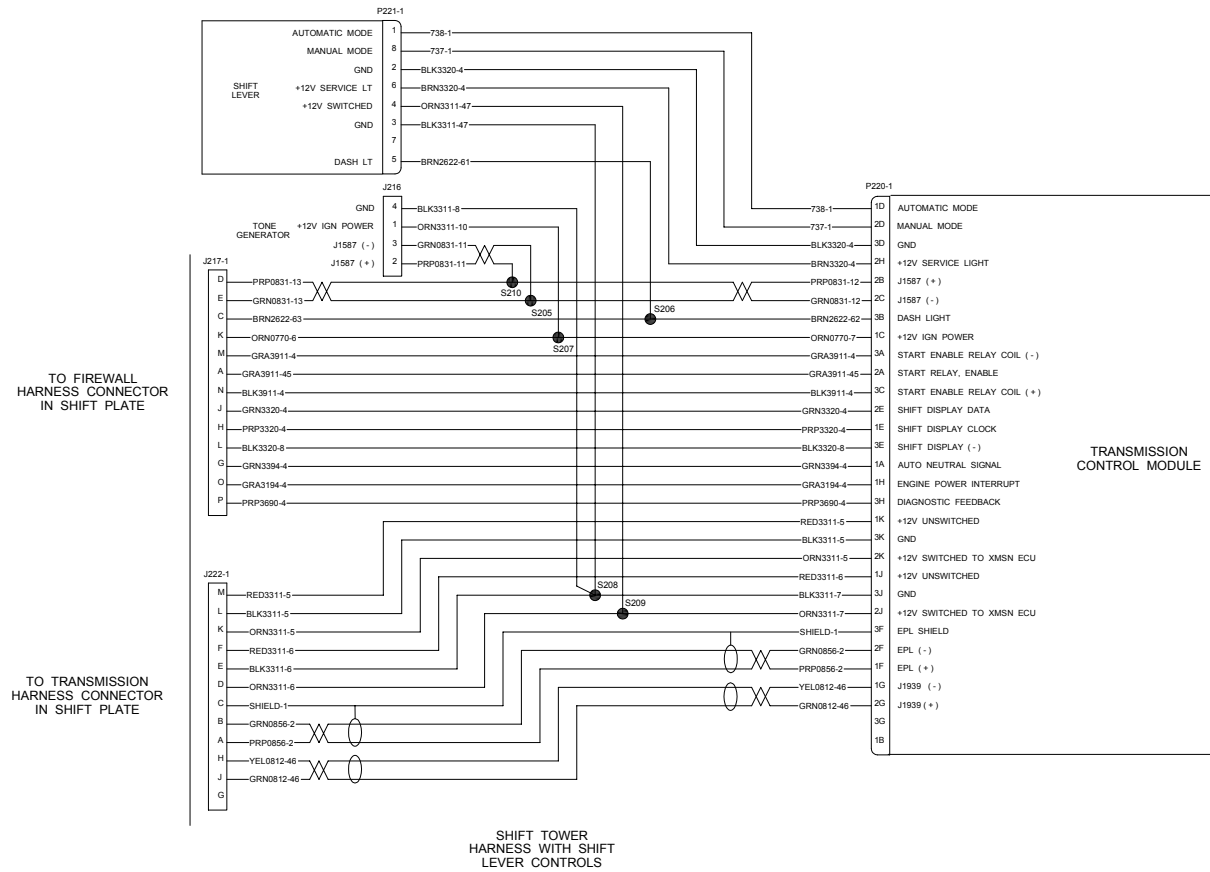 P221-1
AUTOMATIC MODE 1 738-1
MANUAL MODE 8 737-1
GND 2 BLK3320-4
SHIFT
LEVER
+12V SERVICE LT 6 BRN3320-4
+12V SWITCHED 4 ORN3311-47
GND 3 BLK3311-47
7
DASH LT 5 BRN2622-61
J216
GND 4 BLK3311-8
TONE
GENERATOR
+12V IGN POWER 1 ORN3311-10
J1587 (-) 3 GRN0831-11
J1587 (+) 2 PRP0831-11
S210
S205
S206
S207
S208
S209
TO FIREWALL
HARNESS CONNECTOR
IN SHIFT PLATE
J217-1
D PRP0831-13
E GRN0831-13
C BRN2622-63
K ORN0770-6
M GRA3911-4
A GRA3911-45
N BLK3911-4
J GRN3320-4
H PRP3320-4
L BLK3320-8
G GRN3394-4
O GRA3194-4
P PRP3690-4
TO TRANSMISSION
HARNESS CONNECTOR
IN SHIFT PLATE
J222-1
M RED3311-5
L BLK3311-5
K ORN3311-5
F RED3311-6
E BLK3311-6
D ORN3311-6
C SHIELD-1
B GRN0856-2
A PRP0856-2
H YEL0812-46
J GRN0812-46
G
P220-1
738-1 1D AUTOMATIC MODE
737-1 2D MANUAL MODE
BLK3320-4 3D GND
BRN3320-4 2H +12V SERVICE LIGHT
PRP0831-12 2B J1587 (+)
GRN0831-12 2C J1587 (-)
BRN2622-62 3B DASH LIGHT
ORN0770-7 1C +12V IGN POWER
GRA3911-4 3A START ENABLE RELAY COIL (-)
GRA3911-45 2A START RELAY, ENABLE
BLK3911-4 3C START ENABLE RELAY COIL (+)
GRN3320-4 2E SHIFT DISPLAY DATA
PRP3320-4 1E SHIFT DISPLAY CLOCK
BLK3320-8 3E SHIFT DISPLAY (-)
GRN3394-4 1A AUTO NEUTRAL SIGNAL
GRA3194-4 1H ENGINE POWER INTERRUPT
PRP3690-4 3H DIAGNOSTIC FEEDBACK
RED3311-5 1K +12V UNSWITCHED
BLK3311-5 3K GND
ORN3311-5 2K +12V SWITCHED TO XMSN ECU
RED3311-6 1J +12V UNSWITCHED
BLK3311-7 3J GND
ORN3311-7 2J +12V SWITCHED TO XMSN ECU
SHIELD-1 3F EPL SHIELD
GRN0856-2 2F EPL (-)
PRP0856-2 1F EPL (+)
YEL0812-46 1G J1939 (-)
GRN0812-46 2G J1939 (+)
3G
1B
TRANSMISSION
CONTROL MODULE
SHIFT TOWER
HARNESS WITH SHIFT
LEVER CONTROLS